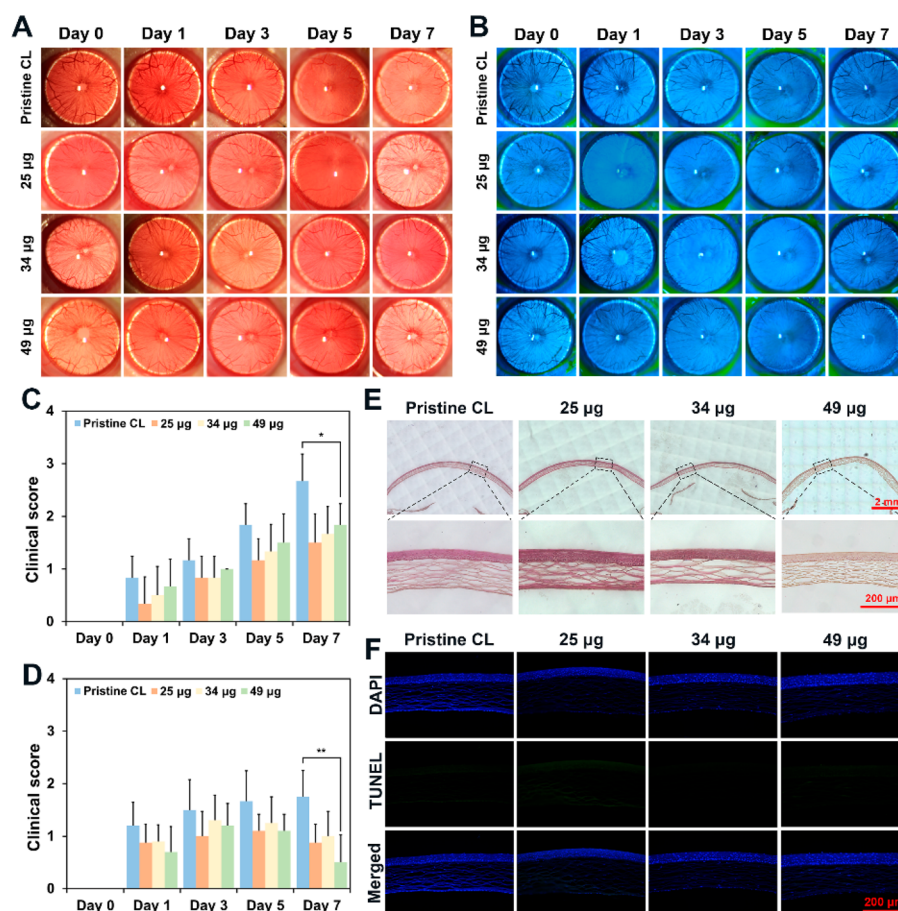 A
Day 0 Day 1 Day 3 Day 5 Day 7
Pristine CL
25 µg
34 µg
49 µg
B
Day 0 Day 1 Day 3 Day 5 Day 7
Pristine CL
25 µg
34 µg
49 µg
C
Clinical score
4
3
2
1
0
Pristine CL 25 µg 34 µg 49 µg
*
Day 0 Day 1 Day 3 Day 5 Day 7
D
Clinical score
4
3
2
1
0
Pristine CL 25 µg 34 µg 49 µg
**
Day 0 Day 1 Day 3 Day 5 Day 7
E
Pristine CL 25 µg 34 µg 49 µg
2 mm
200 µm
F
Pristine CL 25 µg 34 µg 49 µg
DAPI
TUNEL
Merged
200 µm